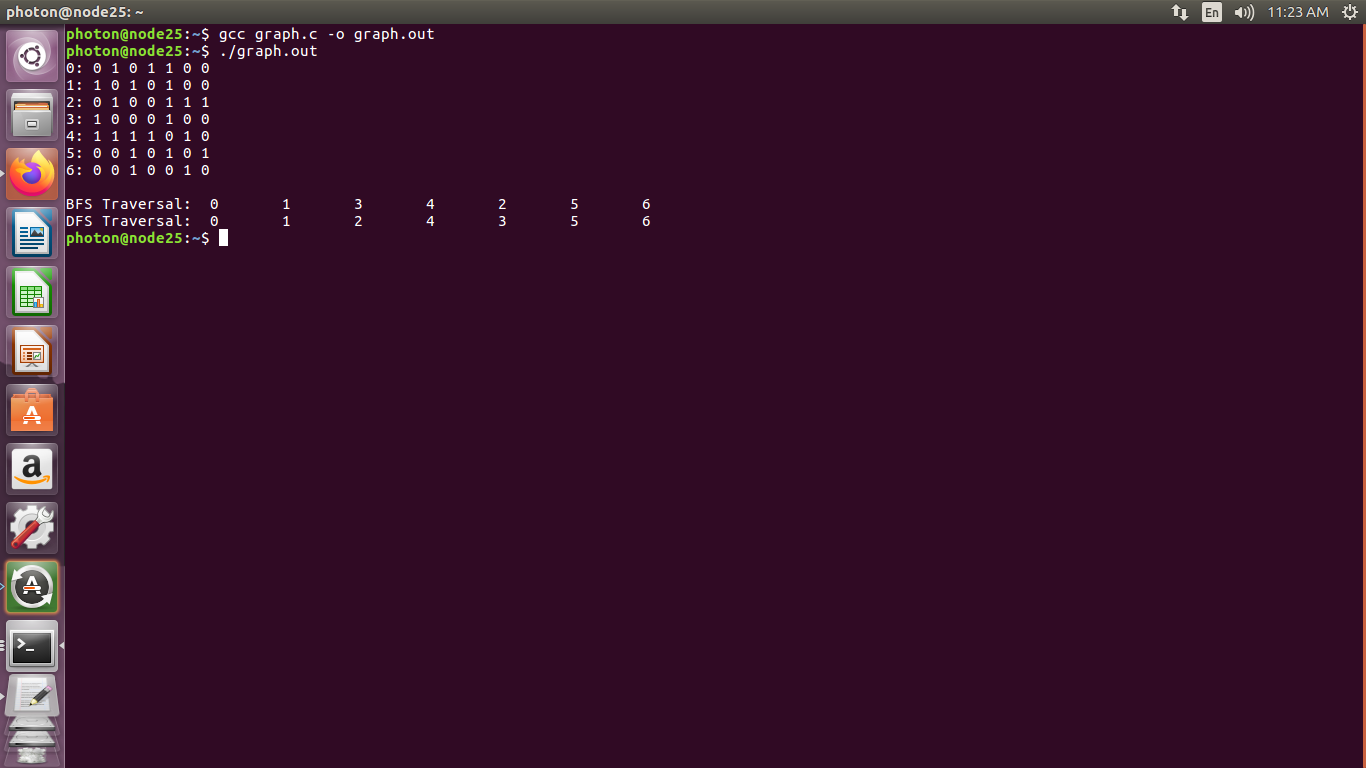 photon@node25: ~
En
11:23 AM
photon@node25:~$ gcc graph.c -o graph.out
photon@node25:~$ ./graph.out
0: 0 1 0 1 1 0 0
1: 1 0 1 0 1 0 0
2: 0 1 0 0 1 1 1
3: 1 0 0 0 1 0 0
4: 1 1 1 1 0 1 0
5: 0 0 1 0 1 0 1
6: 0 0 1 0 0 1 0
BFS Traversal: 0 1 3 4 2 5 6
DFS Traversal: 0 1 2 4 3 5 6
photon@node25:~$